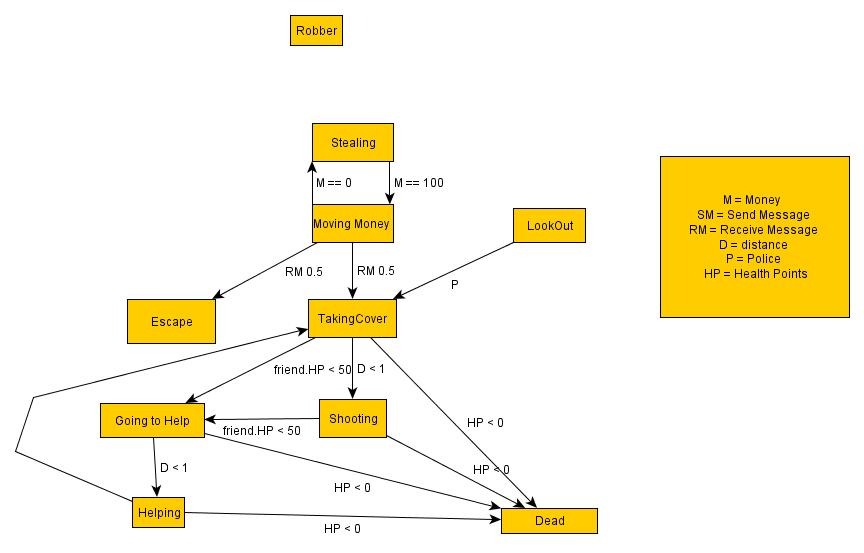 Robber
Stealing
M == 0
M == 100
Moving Money
LookOut
M = Money
SM = Send Message
RM = Receive Message
D = distance
P = Police
HP = Health Points
RM 0.5
RM 0.5
P
Escape
TakingCover
friend.HP < 50
D < 1
Going to Help
Shooting
friend.HP < 50
HP < 0
D < 1
HP < 0
HP < 0
Helping
HP < 0
Dead